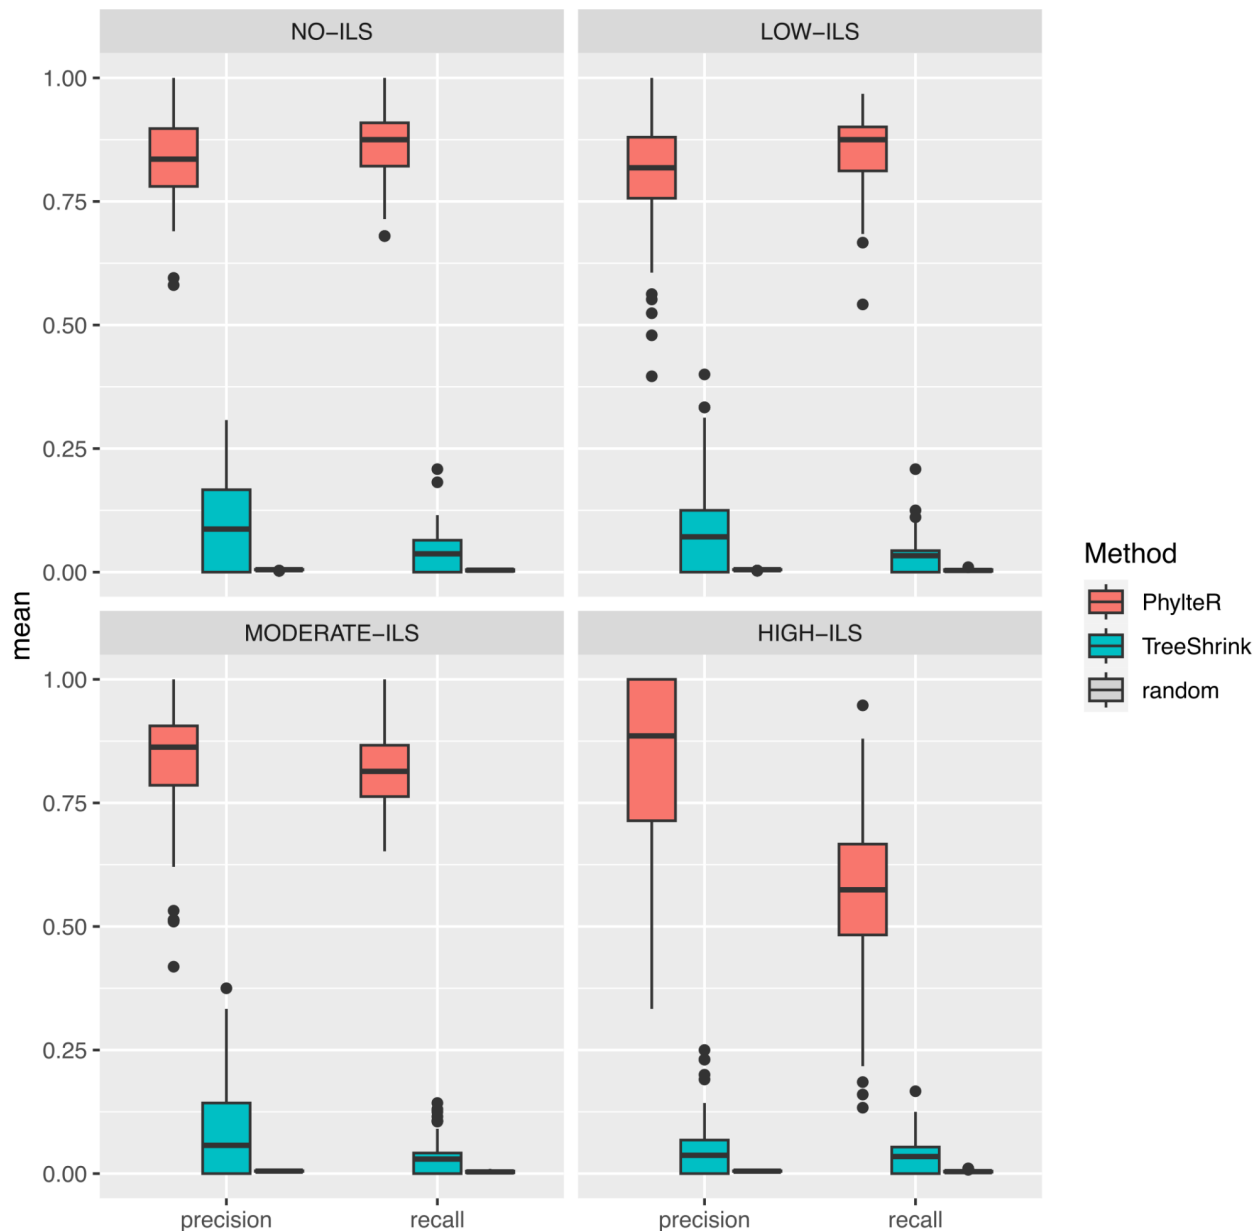 NO−ILS
LOW−ILS
1.00
0.75
0.50
0.25
0.00
mean
MODERATE−ILS
HIGH−ILS
1.00
0.75
0.50
0.25
0.00
precision
recall
precision
recall
Method
PhylteR
TreeShrink
random